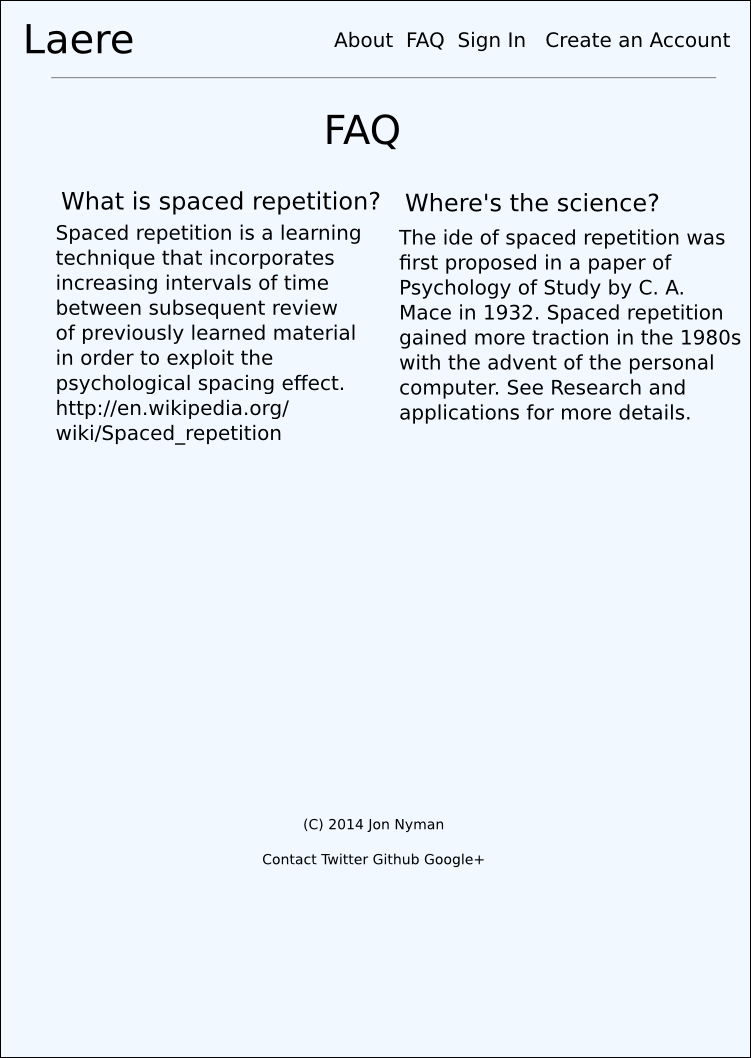 Laere
About FAQ Sign In Create an Account
FAQ
What is spaced repetition?
Spaced repetition is a learning
technique that incorporates
increasing intervals of time
between subsequent review
of previously learned material
in order to exploit the
psychological spacing effect.
http://en.wikipedia.org/
wiki/Spaced_repetition
Where's the science?
The ide of spaced repetition was
first proposed in a paper of
Psychology of Study by C. A.
Mace in 1932. Spaced repetition
gained more traction in the 1980s
with the advent of the personal
computer. See Research and
applications for more details.
(C) 2014 Jon Nyman
Contact Twitter Github Google+